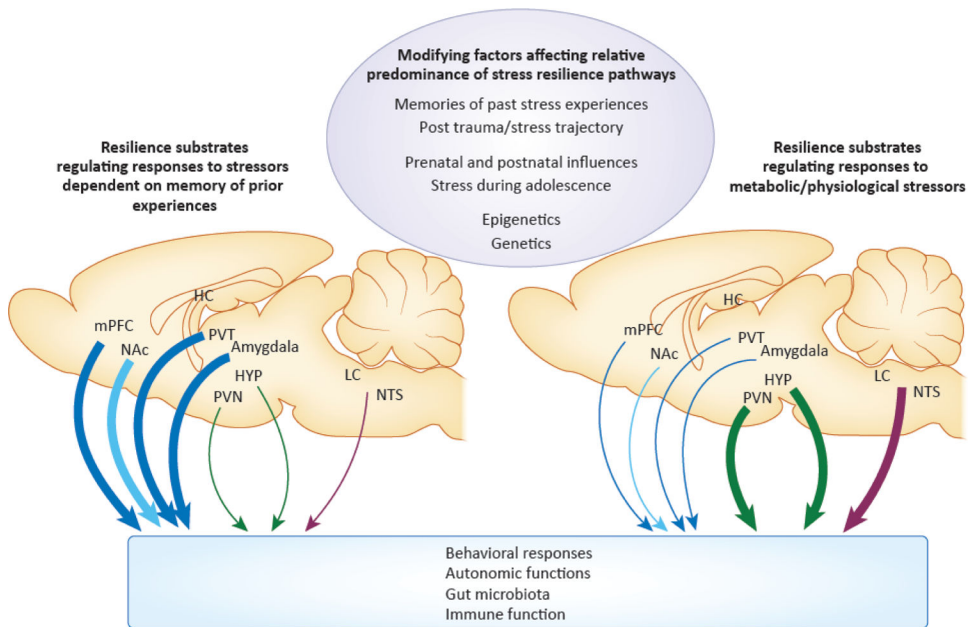 Modifying factors affecting relative
predominance of stress resilience pathways
Memories of past stress experiences
Post trauma/stress trajectory
Prenatal and postnatal influences
Stress during adolescence
Epigenetics
Genetics
Resilience substrates
regulating responses to stressors
dependent on memory of prior
experiences
Resilience substrates
regulating responses to
metabolic/physiological stressors
HC
mPFC
PVT
NAc
Amygdala
HYP
LC
PVN
NTS
HC
mPFC
PVT
NAc
Amygdala
HYP
LC
PVN
NTS
Behavioral responses
Autonomic functions
Gut microbiota
Immune function